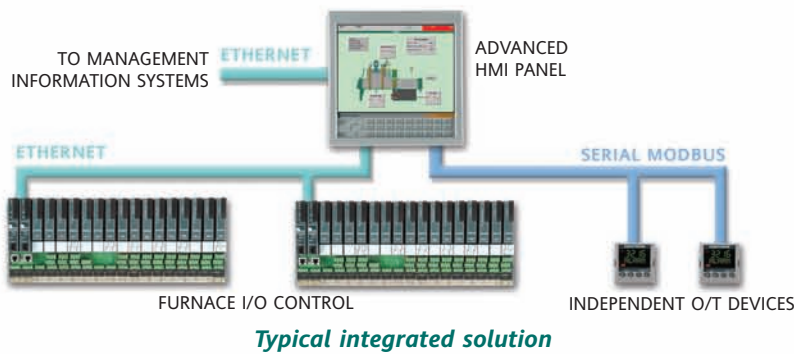 TO MANAGEMENT
INFORMATION SYSTEMS
ETHERNET
ADVANCED
HMI PANEL
ETHERNET
SERIAL MODBUS
FURNACE I/O CONTROL
INDEPENDENT O/T DEVICES
Typical integrated solution